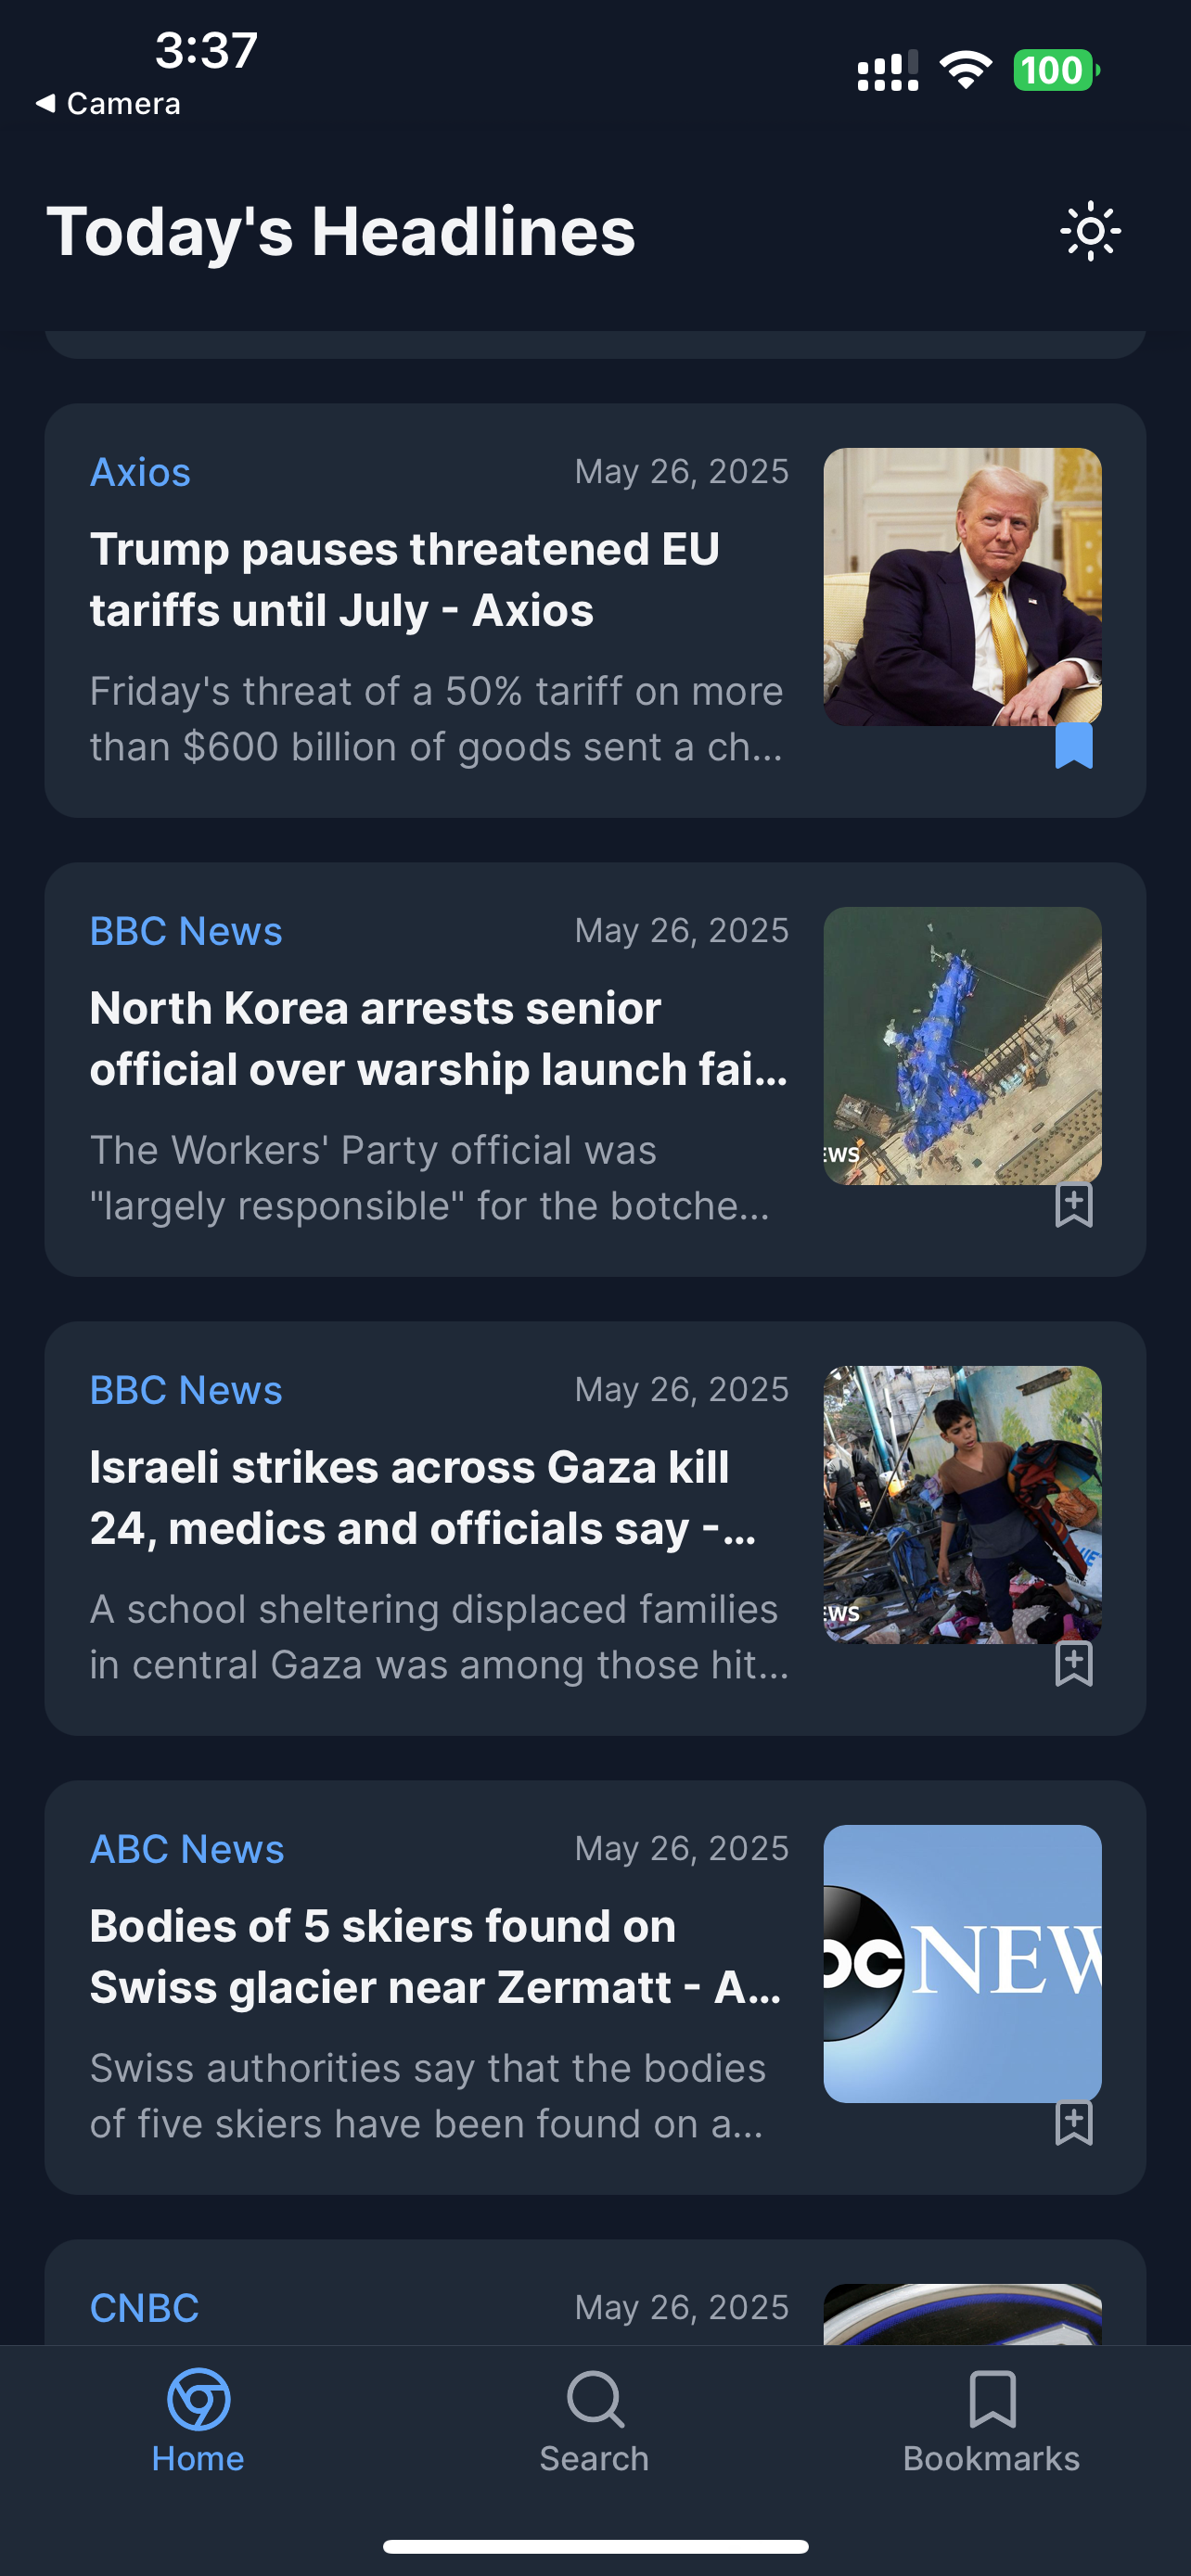 3:37
100
◀ Camera
Today's Headlines
Axios
May 26, 2025
Trump pauses threatened EU
tariffs until July - Axios
Friday's threat of a 50% tariff on more
than $600 billion of goods sent a ch...
BBC News
May 26, 2025
North Korea arrests senior
official over warship launch fai...
The Workers' Party official was
"largely responsible" for the botche...
EWS
BBC News
May 26, 2025
Israeli strikes across Gaza kill
24, medics and officials say -...
A school sheltering displaced families
in central Gaza was among those hit...
EWS
ABC News
May 26, 2025
Bodies of 5 skiers found on
Swiss glacier near Zermatt - A...
Swiss authorities say that the bodies
of five skiers have been found on a...
bc NEW
CNBC
May 26, 2025
Home
Search
Bookmarks